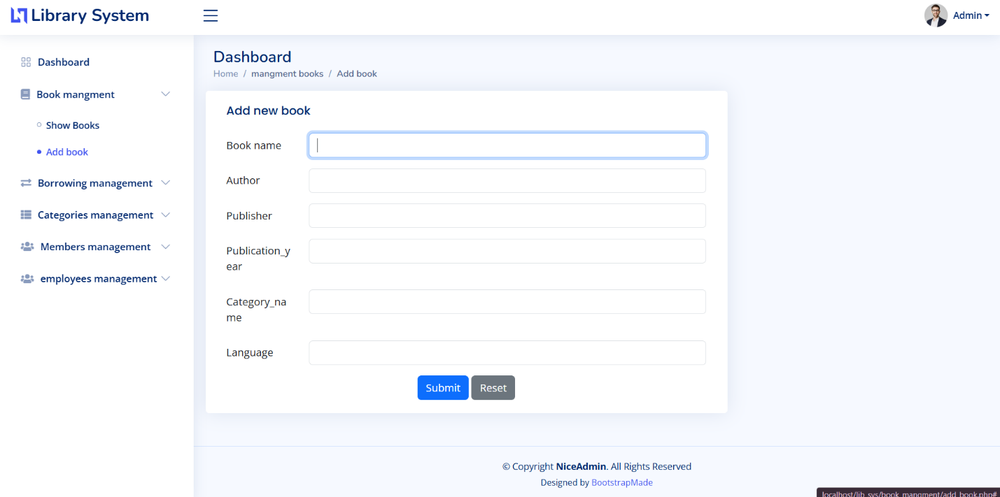 Library System
Admin
Dashboard
Book mangment
Show Books
Add book
Borrowing management
Categories management
Members management
employees management
Dashboard
Home / mangment books / Add book
Add new book
Book name
Author
Publisher
Publication_y
ear
Category_na
me
Language
Submit Reset
© Copyright NiceAdmin. All Rights Reserved
Designed by BootstrapMade
localhost/lib_sys/book_mangment/add_book.php#